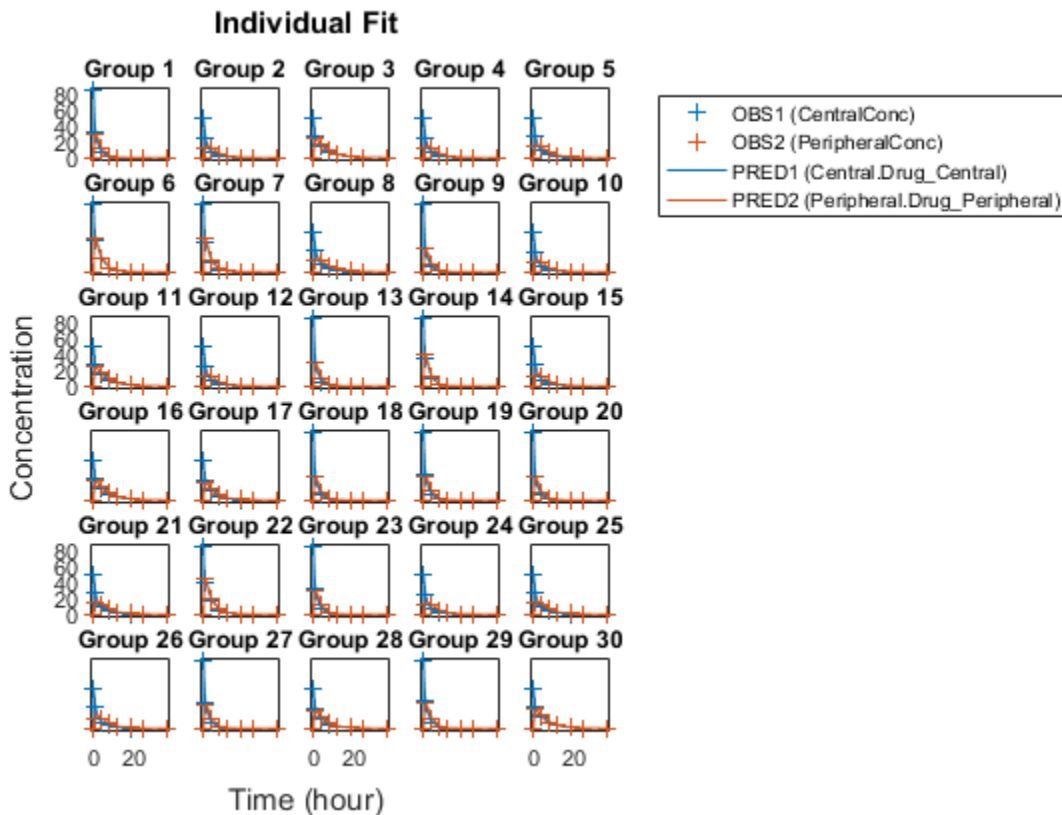 Individual Fit
Group 1 Group 2 Group 3 Group 4 Group 5
80
60
40
20
0
Group 6 Group 7 Group 8 Group 9 Group 10
Group 11 Group 12 Group 13 Group 14 Group 15
80
60
40
20
0
Group 16 Group 17 Group 18 Group 19 Group 20
Group 21 Group 22 Group 23 Group 24 Group 25
80
60
40
20
0
Group 26 Group 27 Group 28 Group 29 Group 30
0 20 0 20 0 20
Concentration
Time (hour)
OBS1 (CentralConc)
OBS2 (PeripheralConc)
PRED1 (Central.Drug_Central)
PRED2 (Peripheral.Drug_Peripheral)